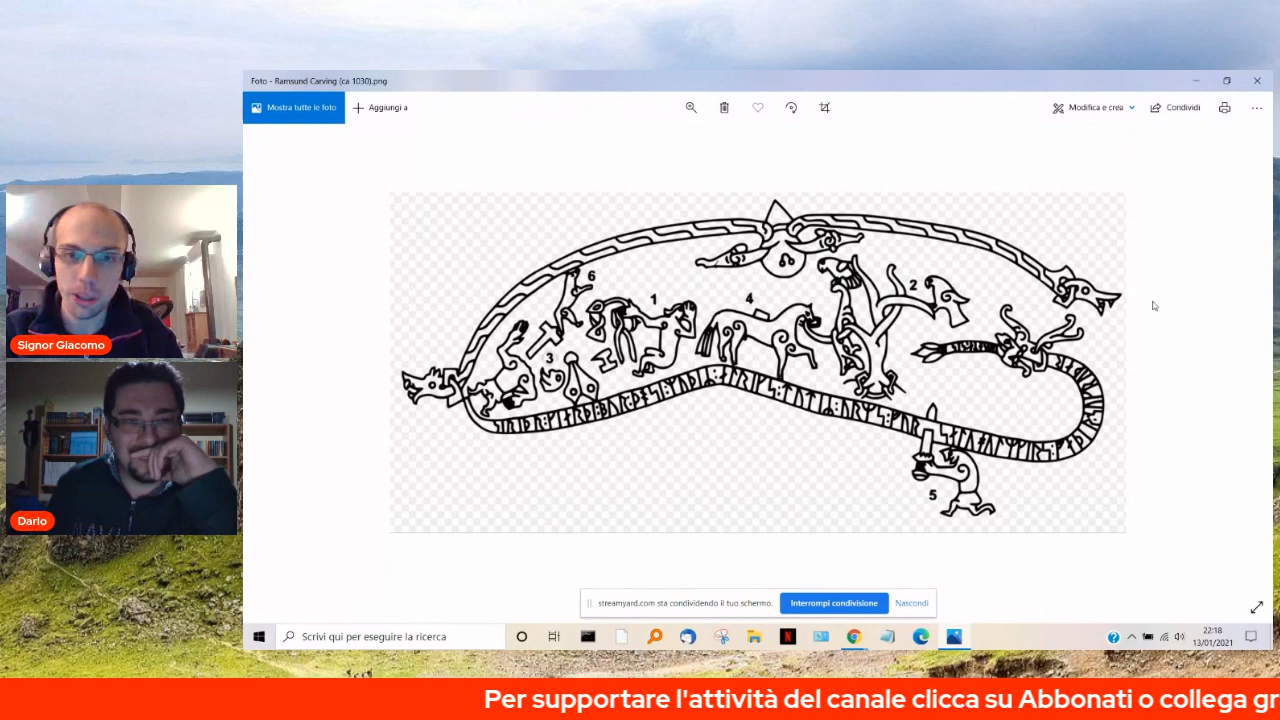 Foto - Ramsund Carving (ca 1030).png
Mostra tutte le foto
Aggiungi a
Modifica e crea
Condividi
6
1
4
2
3
5
Signor Giacomo
Dario
streamyard.com sta condividendo il tuo schermo.
Interrompi condivisione
Nascondi
Scrivi qui per eseguire la ricerca
22:18
13/01/2021
Per supportare l'attività del canale clicca su Abbonati o collega gr